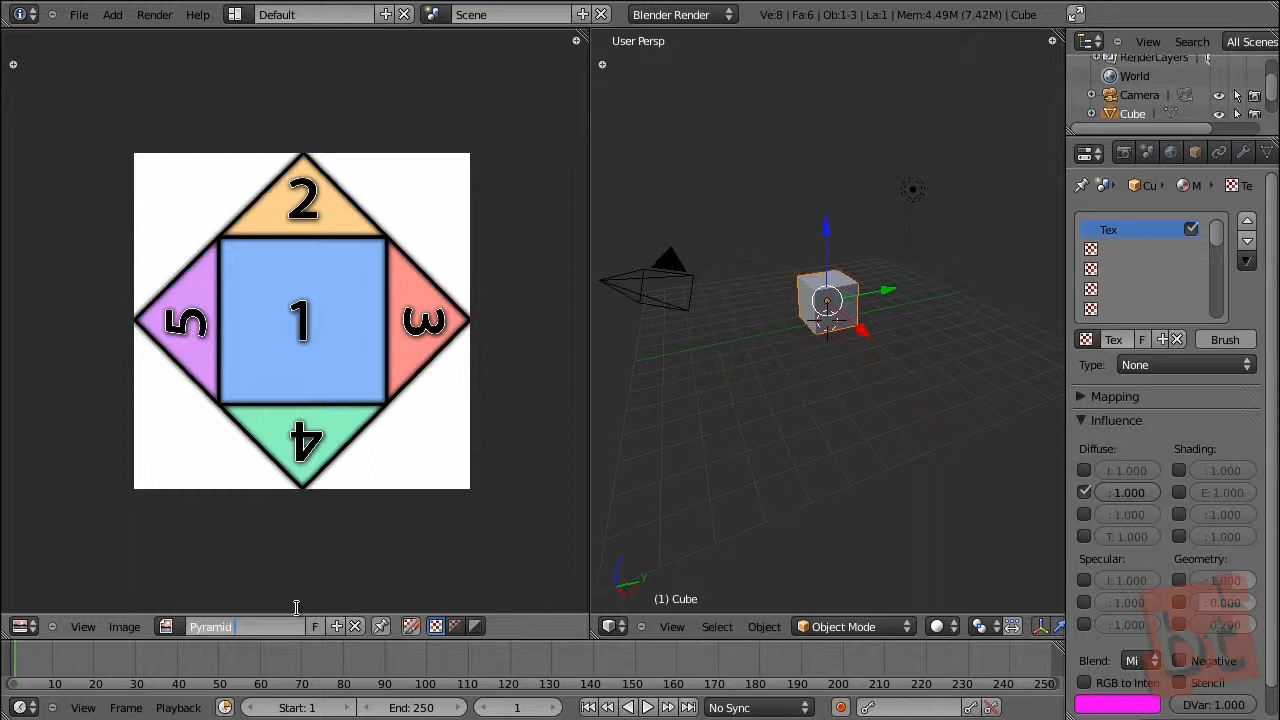 File Add Render Help Default Scene Blender Render Ve:8 | Fa:6 | Ob:1-3 | La:1 | Mem:4.49M (7.42M) | Cube
User Persp
View Search All Scenes
RenderLayers
World
Camera
Cube
Cu M Te
Tex
Tex F Brush
Type: None
Mapping
Influence
Diffuse: Shading:
I: 1.000 : 1.000
: 1.000 E: 1.000
: 1.000 : 1.000
T: 1.000 : 1.000
Specular: Geometry:
I: 1.000 : 1.000
: 1.000 : 0.000
: 1.000 : 0.200
Blend: Mi Negative
RGB to Inten Stencil
DVar: 1.000
2
5 1 3
4
y
(1) Cube
View Image Pyramid F
View Select Object Object Mode
10 20 30 40 50 60 70 80 90 100 110 120 130 140 150 160 170 180 190 200 210 220 230 240 250
View Frame Playback Start: 1 End: 250 1 No Sync